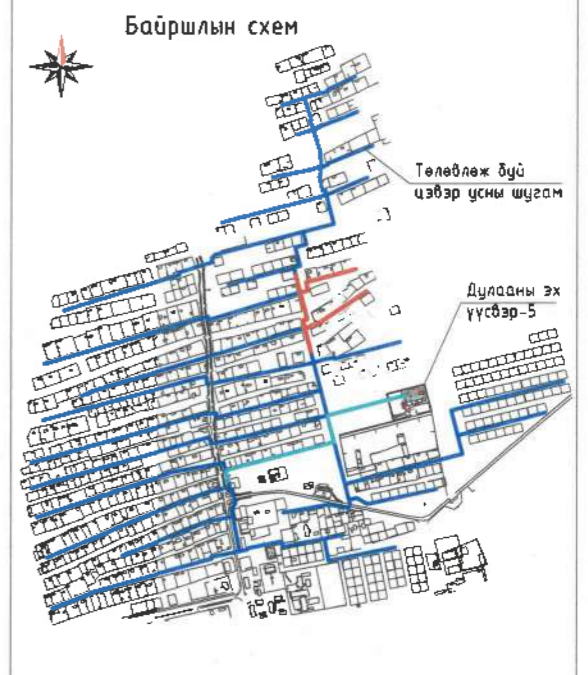 Байршлын схем
Төлөвлөж буй
цэвэр усны шугам
Дулааны эх
үүсвэр-5